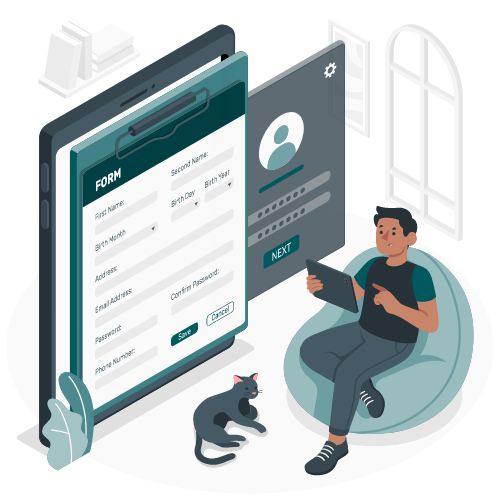 FORM
First Name:
Second Name:
Birth Month
Birth Day
Birth Year
Address:
Email Address:
Password:
Confirm Password:
Phone Number:
Save
Cancel
NEXT